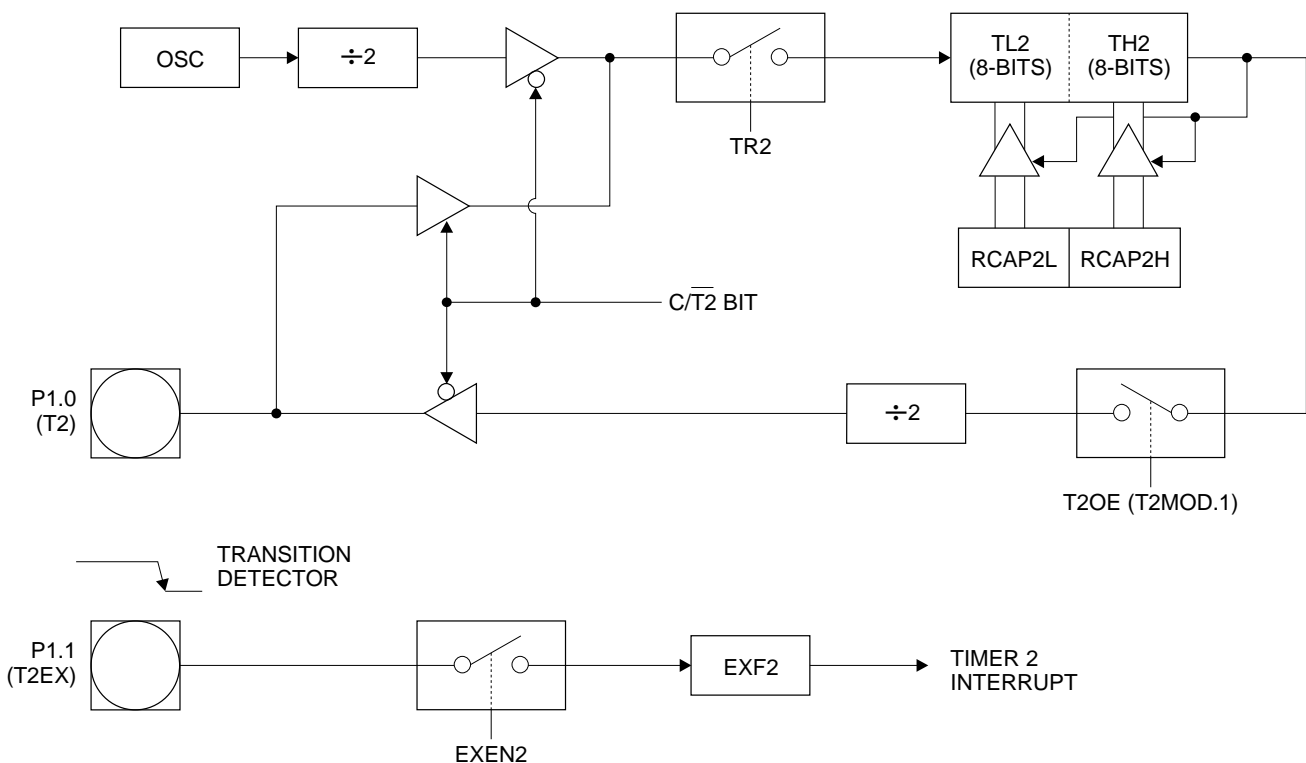 OSC
÷2
TR2
TL2
(8-BITS)
TH2
(8-BITS)
RCAP2L
RCAP2H
C/T2 BIT
P1.0
(T2)
÷2
T2OE (T2MOD.1)
TRANSITION
DETECTOR
P1.1
(T2EX)
EXEN2
EXF2
TIMER 2
INTERRUPT